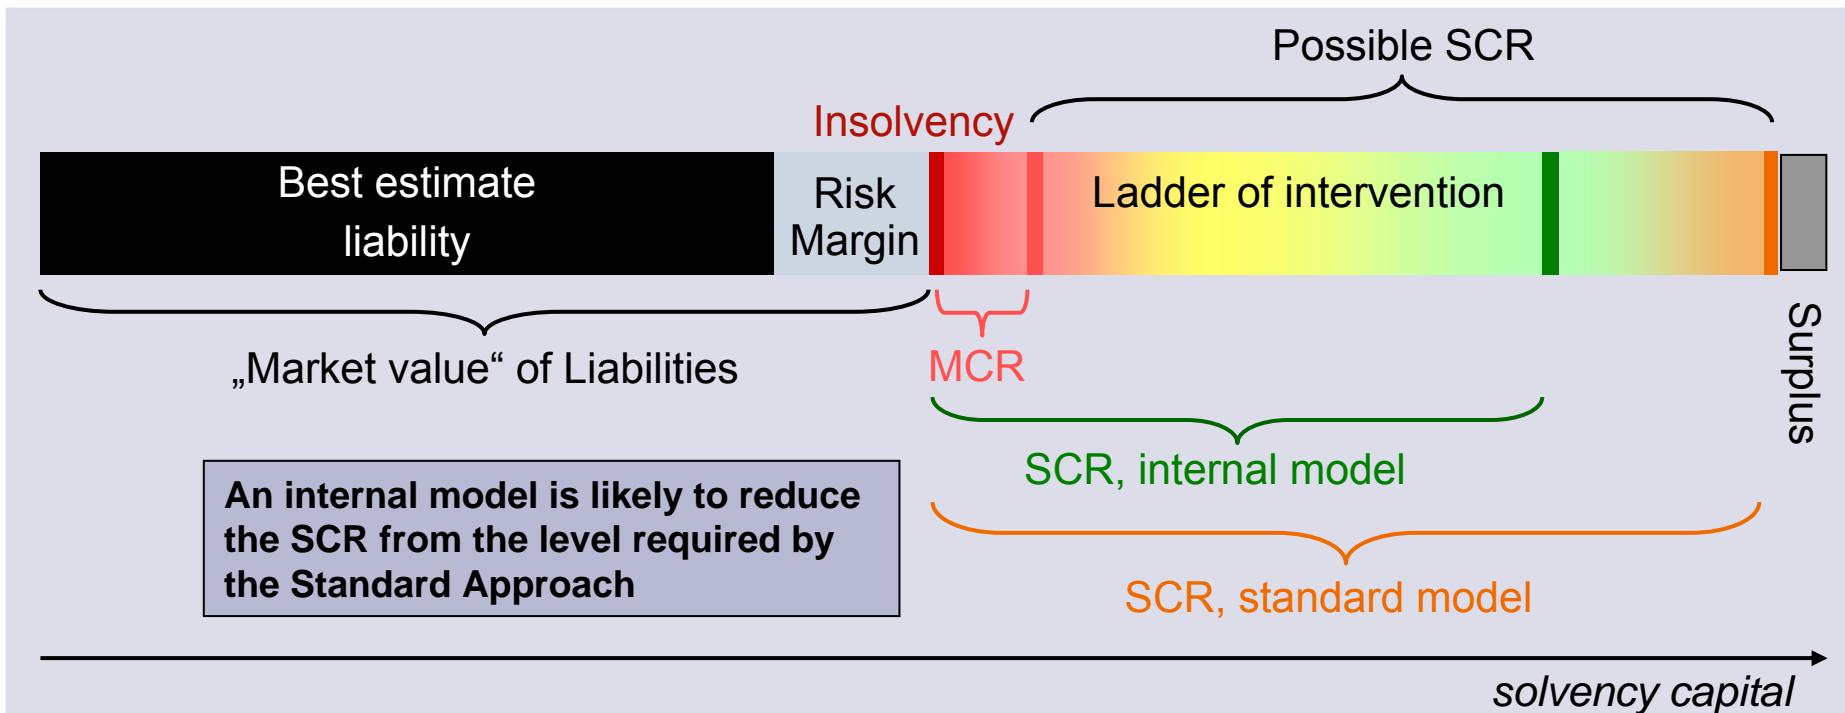 Possible SCR
Insolvency
Best estimate
liability
Risk
Margin
Ladder of intervention
„Market value“ of Liabilities
MCR
Surplus
SCR, internal model
An internal model is likely to reduce
the SCR from the level required by
the Standard Approach
SCR, standard model
solvency capital